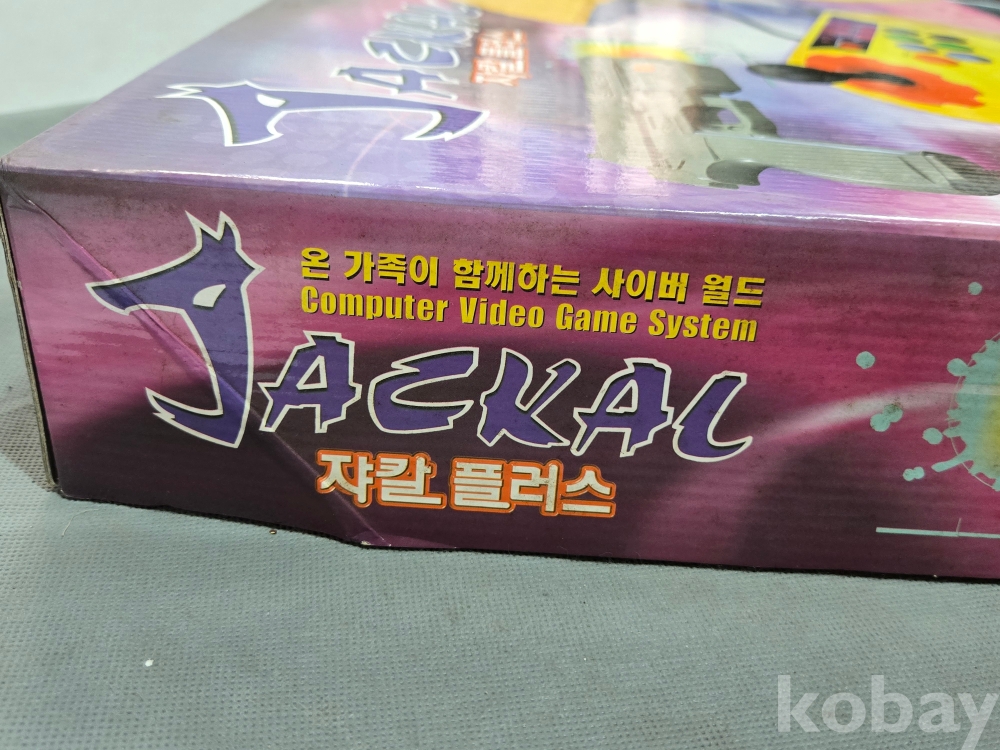 JACKAL
온 가족이 함께하는 사이버 월드
Computer Video Game System
JACKAL
쟈칼 플러스
kobay